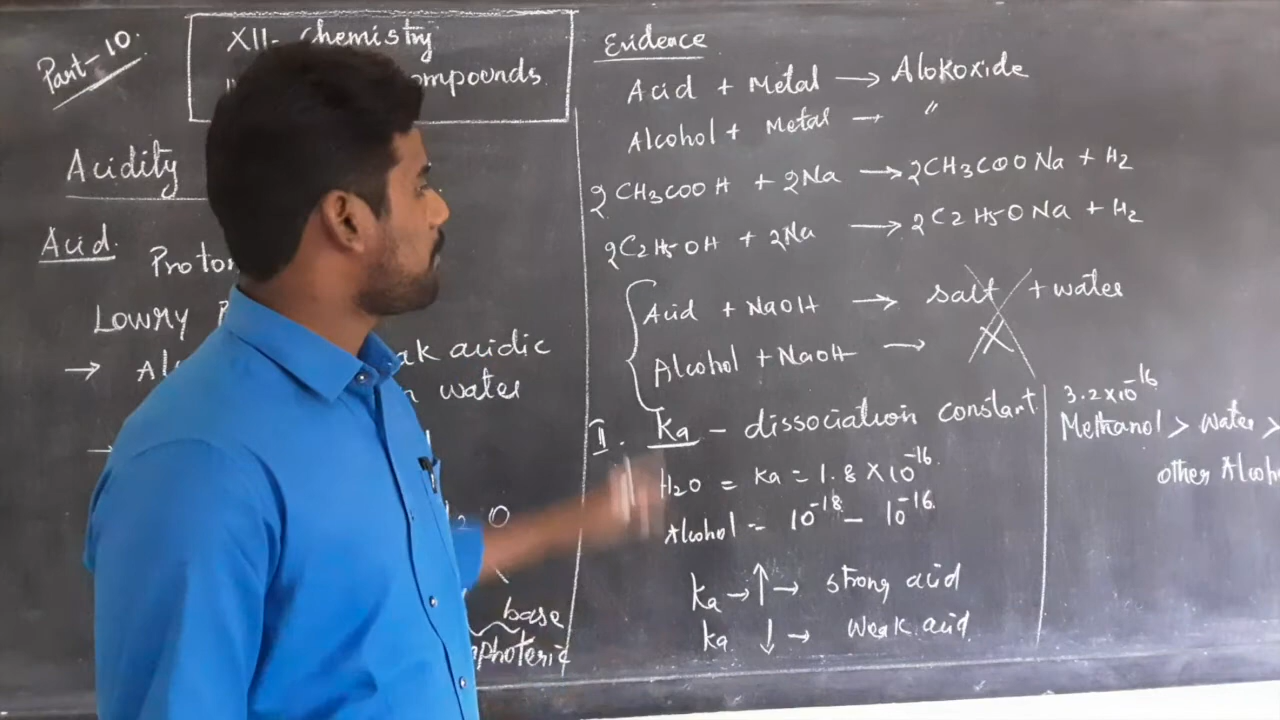 Part-10.
XII- Chemistry
ompounds.
Acidity
Acid.
Proto
Lowry
→ Al ak acidic
water
O
base
photeric
Evidence
Acid + Metal → Alokoxide
Alcohol + Metal → "
2CH3COOH + 2Na → 2CH3COONa + H2
2C2H5OH + 2Na → 2C2H5ONa + H2
Acid + NaOH → salt + water
Alcohol + NaOH → X
II. Ka - dissociation constant
H2O = Ka = 1.8 × 10^-16.
Alcohol - 10^-18 - 10^-16.
Ka → ↑ → strong acid
Ka ↓ → Weak acid.
3.2×10^-16
Methanol > Water >
other Alcoho